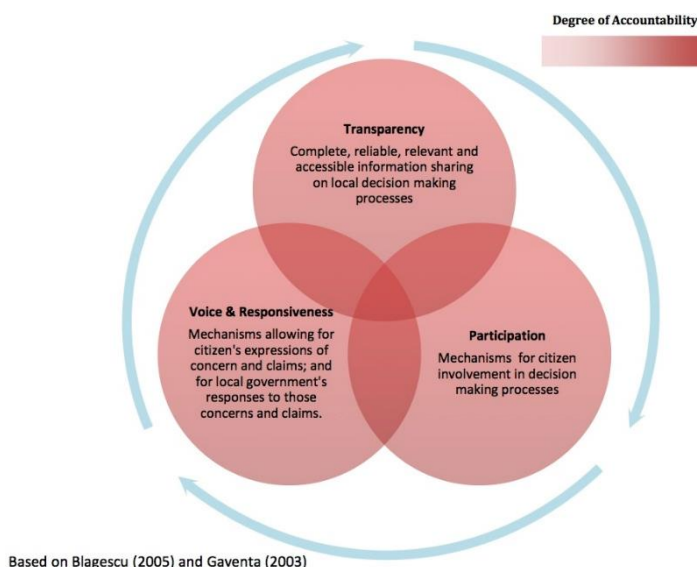 Degree of Accountability
Transparency
Complete, reliable, relevant and
accessible information sharing
on local decision making
processes
Voice & Responsiveness
Mechanisms allowing for
citizen's expressions of
concern and claims; and
for local government's
responses to those
concerns and claims.
Participation
Mechanisms for citizen
involvement in decision
making processes
Based on Blagescu (2005) and Gaventa (2003)